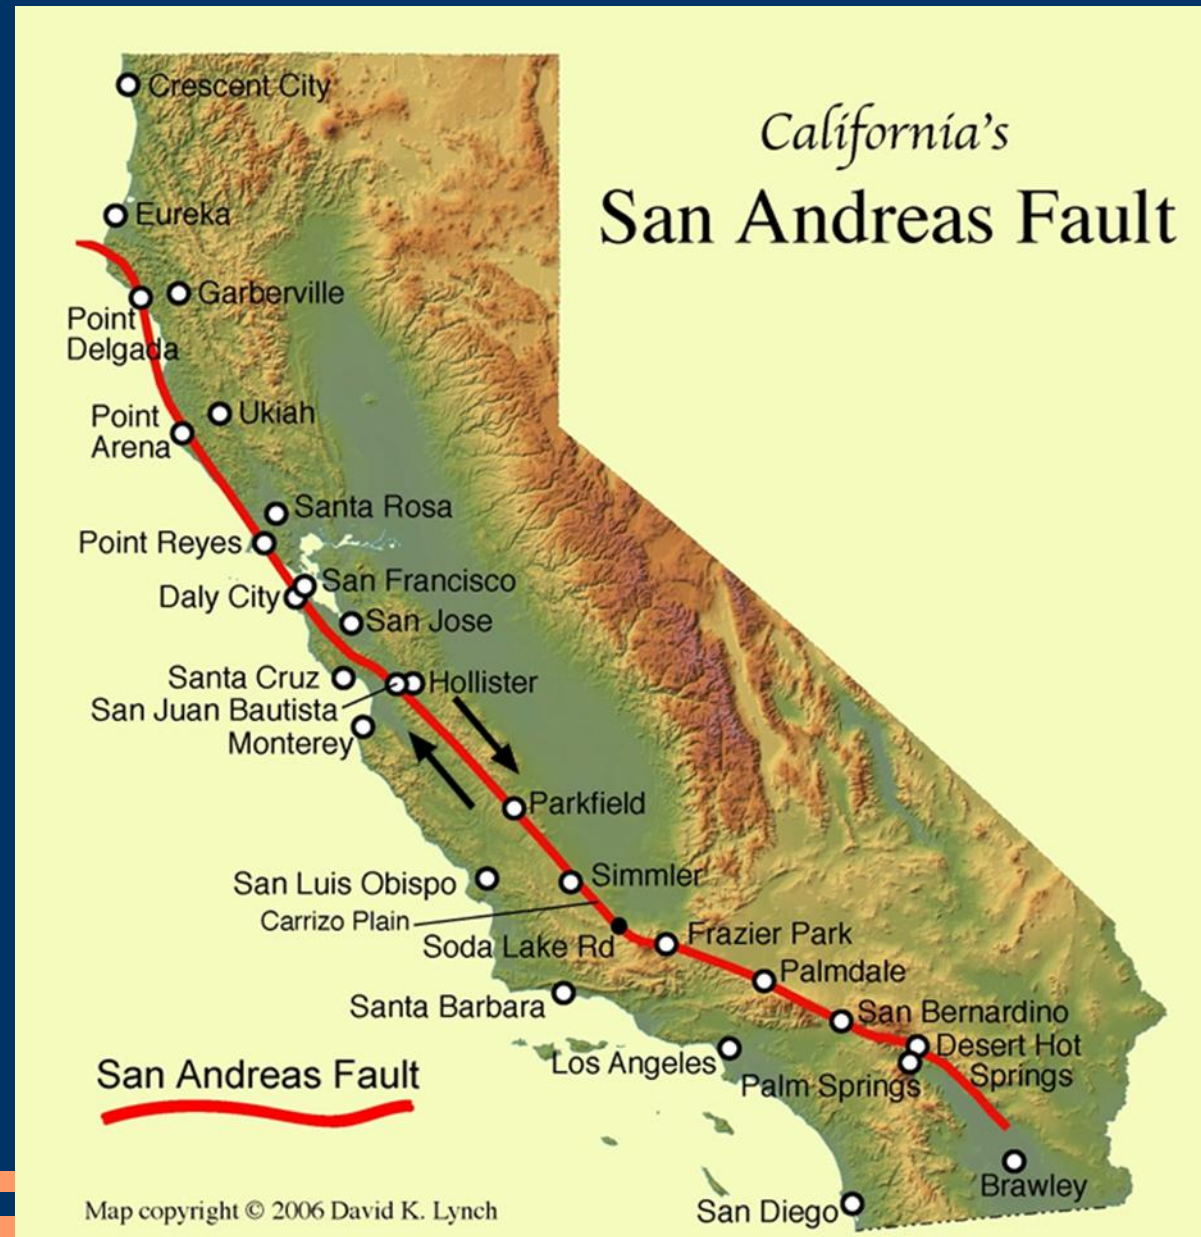 California's
San Andreas Fault
Crescent City
Eureka
Garberville
Point
Delgada
Point
Arena
Ukiah
Santa Rosa
Point Reyes
San Francisco
Daly City
San Jose
Santa Cruz
Hollister
San Juan Bautista
Monterey
Parkfield
San Luis Obispo
Simmler
Carrizo Plain
Soda Lake Rd
Frazier Park
Palmdale
Santa Barbara
San Bernardino
Los Angeles
Desert Hot
Springs
Palm Springs
San Andreas Fault
Brawley
San Diego
Map copyright © 2006 David K. Lynch